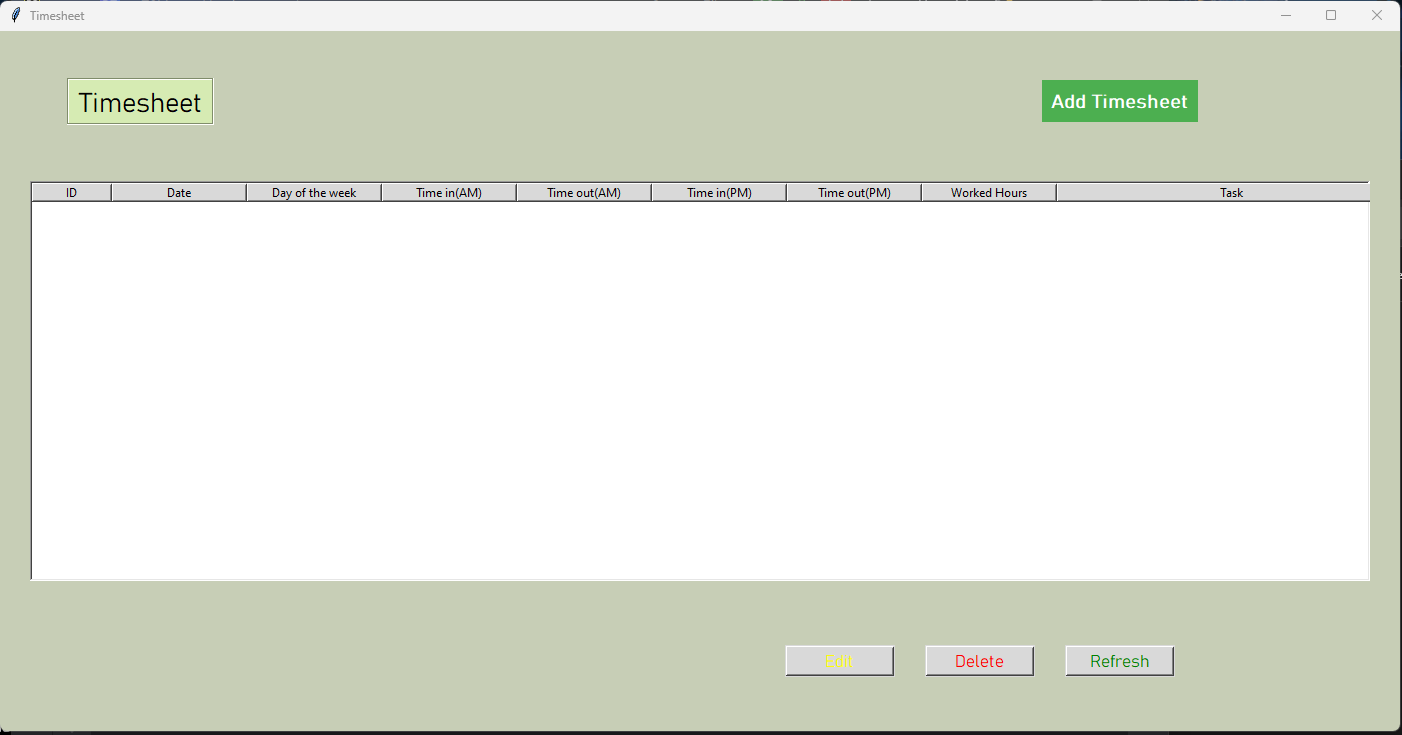 Timesheet
Timesheet
Add Timesheet
ID Date Day of the week Time in(AM) Time out(AM) Time in(PM) Time out(PM) Worked Hours Task
Edit Delete Refresh